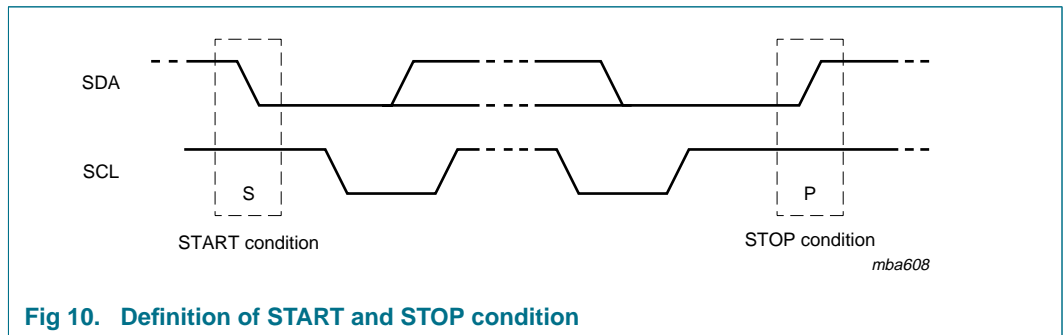 SDA
SCL
S
P
START condition
STOP condition
mba608
Fig 10. Definition of START and STOP condition